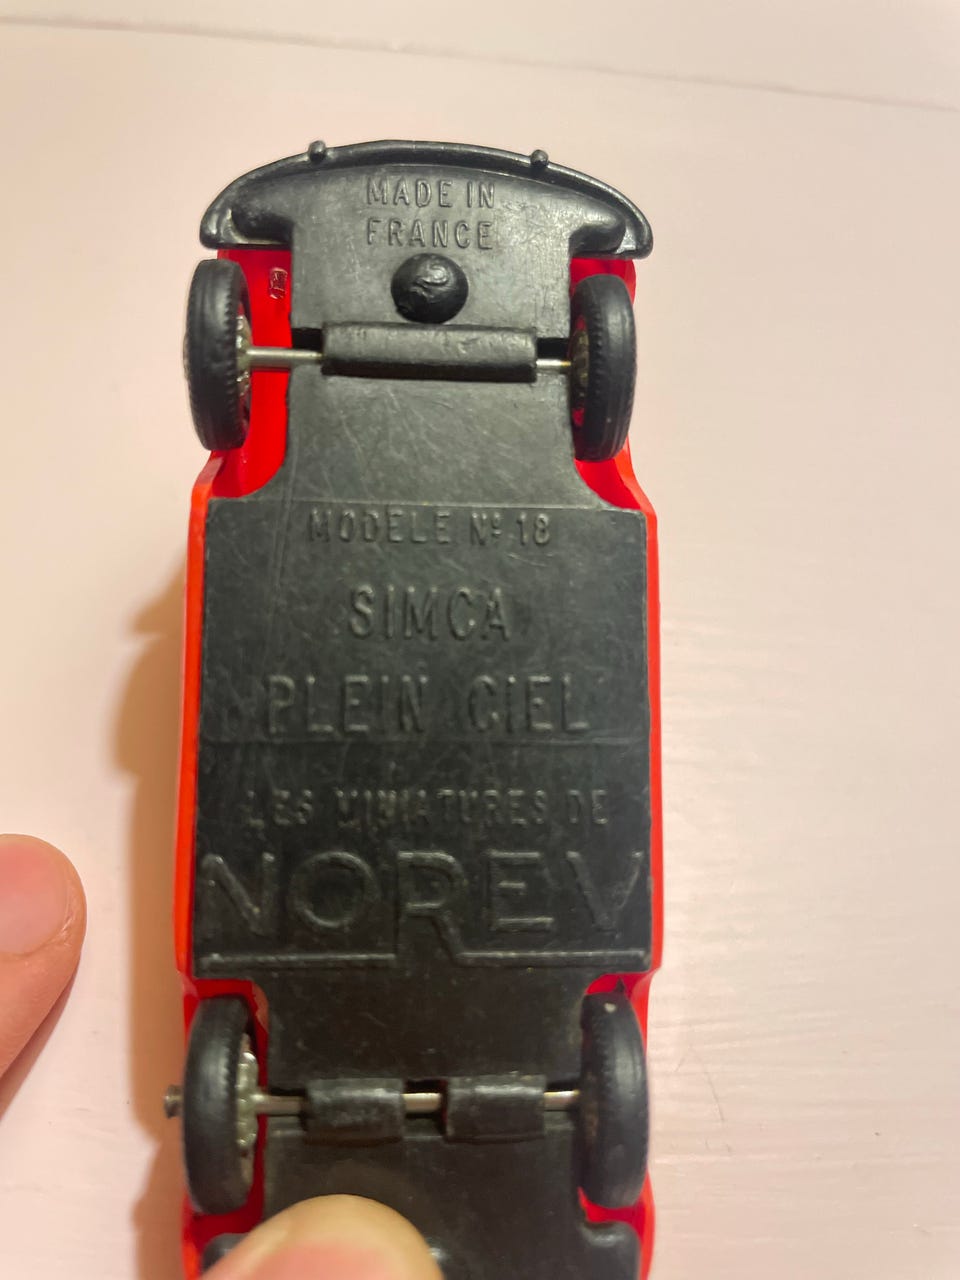 MADE IN
FRANCE
MODELE Nº 18
SIMCA
PLEIN CIEL
LES MINIATURES DE
NOREV